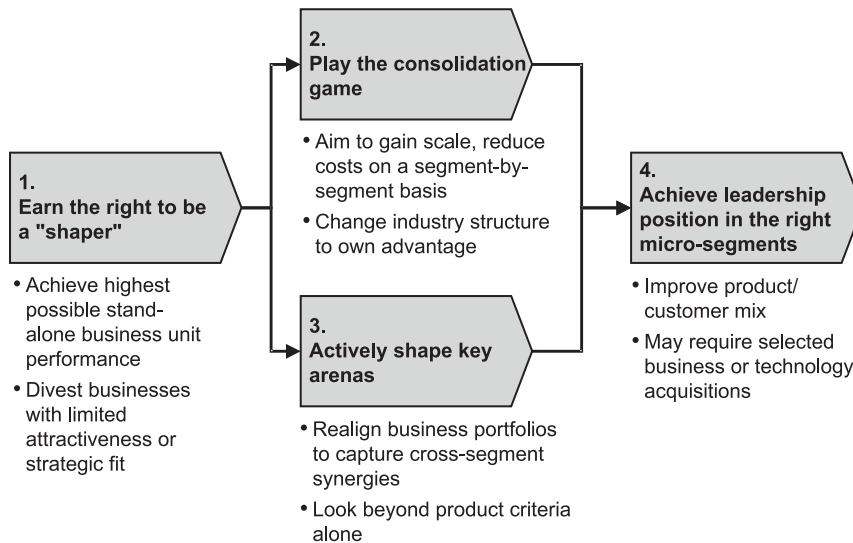 1.
Earn the right to be
a "shaper"
• Achieve highest
possible stand-
alone business unit
performance
• Divest businesses
with limited
attractiveness or
strategic fit
2.
Play the consolidation
game
• Aim to gain scale, reduce
costs on a segment-by-
segment basis
• Change industry structure
to own advantage
3.
Actively shape key
arenas
• Realign business portfolios
to capture cross-segment
synergies
• Look beyond product criteria
alone
4.
Achieve leadership
position in the right
micro-segments
• Improve product/
customer mix
• May require selected
business or technology
acquisitions